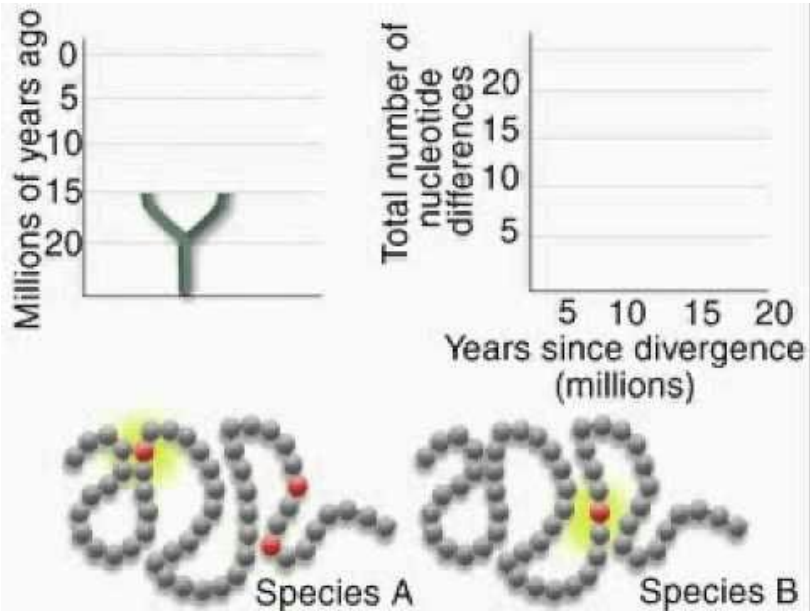 Millions of years ago
0
5
10
15
20
Total number of
nucleotide
differences
20
15
10
5
5 10 15 20
Years since divergence
(millions)
Species A
Species B